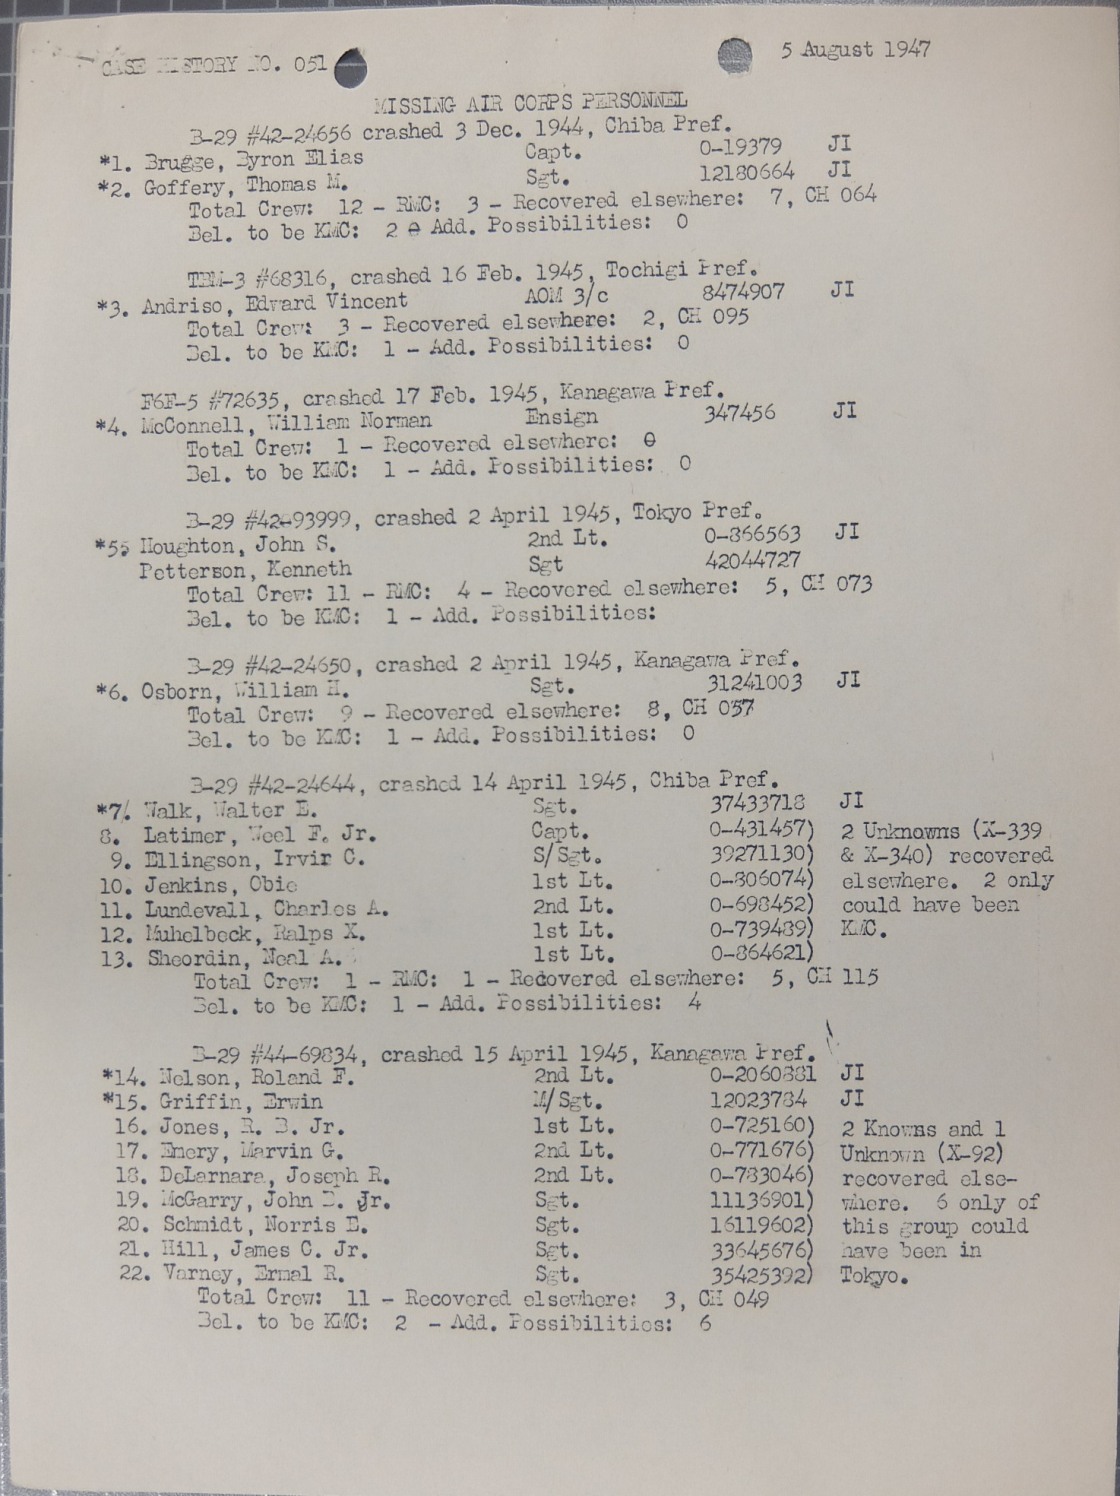 CASE HISTORY NO. 051
5 August 1947
MISSING AIR CORPS PERSONNEL
B-29 #42-24656 crashed 3 Dec. 1944, Chiba Pref.
*1. Brugge, Byron Elias Capt. 0-19379 JI
*2. Goffery, Thomas M. Sgt. 12180664 JI
Total Crew: 12 - RMC: 3 - Recovered elsewhere: 7, CH 064
Bel. to be KMC: 2 0 Add. Possibilities: 0
TBM-3 #68316, crashed 16 Feb. 1945, Tochigi Pref.
*3. Andriso, Edward Vincent AOM 3/c 8474907 JI
Total Crew: 3 - Recovered elsewhere: 2, CH 095
Bel. to be KMC: 1 - Add. Possibilities: 0
F6F-5 #72635, crashed 17 Feb. 1945, Kanagawa Pref.
*4. McConnell, William Norman Ensign 347456 JI
Total Crew: 1 - Recovered elsewhere: 0
Bel. to be KMC: 1 - Add. Possibilities: 0
B-29 #42-93999, crashed 2 April 1945, Tokyo Pref.
*5. Houghton, John S. 2nd Lt. 0-866563 JI
Petterson, Kenneth Sgt 42044727
Total Crew: 11 - RMC: 4 - Recovered elsewhere: 5, CH 073
Bel. to be KMC: 1 - Add. Possibilities:
B-29 #42-24650, crashed 2 April 1945, Kanagawa Pref.
*6. Osborn, William H. Sgt. 31241003 JI
Total Crew: 9 - Recovered elsewhere: 8, CH 057
Bel. to be KMC: 1 - Add. Possibilities: 0
B-29 #42-24644, crashed 14 April 1945, Chiba Pref.
*7. Walk, Walter E. Sgt. 37433718 JI
8. Latimer, Weel F. Jr. Capt. 0-431457) 2 Unknowns (X-339
9. Ellingson, Irvir C. S/Sgt. 39271130) & X-340) recovered
10. Jenkins, Obie 1st Lt. 0-806074) elsewhere. 2 only
11. Lundevall, Charles A. 2nd Lt. 0-698452) could have been
12. Muhelbeck, Ralps X. 1st Lt. 0-739489) KMC.
13. Sheordin, Neal A. 1st Lt. 0-864621)
Total Crew: 1 - RMC: 1 - Recovered elsewhere: 5, CH 115
Bel. to be KMC: 1 - Add. Possibilities: 4
B-29 #44-69834, crashed 15 April 1945, Kanagawa Pref.
*14. Nelson, Roland F. 2nd Lt. 0-2060881 JI
*15. Griffin, Erwin M/Sgt. 12023784 JI
16. Jones, R. B. Jr. 1st Lt. 0-725160) 2 Knowns and 1
17. Emery, Marvin G. 2nd Lt. 0-771676) Unknown (X-92)
18. DeLarnara, Joseph R. 2nd Lt. 0-783046) recovered else-
19. McGarry, John D. Jr. Sgt. 11136901) where. 6 only of
20. Schmidt, Norris E. Sgt. 16119602) this group could
21. Hill, James C. Jr. Sgt. 33645676) have been in
22. Varney, Ermal R. Sgt. 35425392) Tokyo.
Total Crew: 11 - Recovered elsewhere: 3, CH 049
Bel. to be KMC: 2 - Add. Possibilities: 6